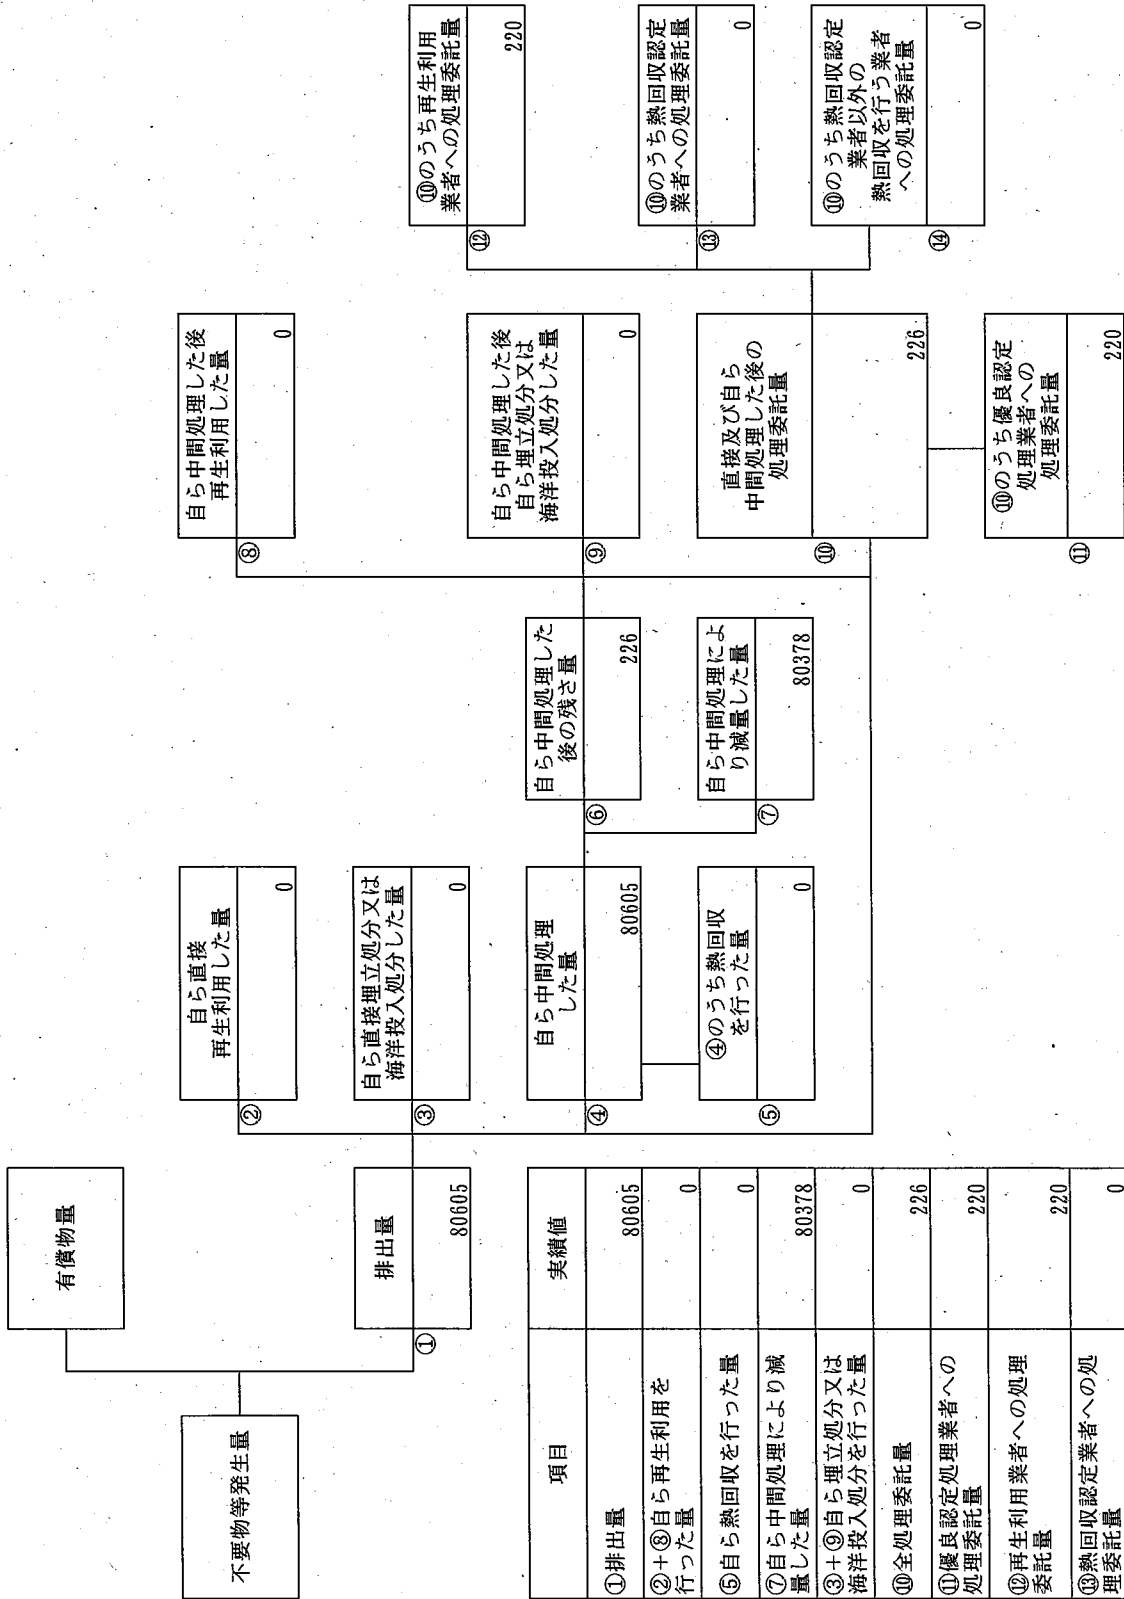 不要物等発生量
有償物量
①
排出量
80605
②
自ら直接
再生利用した量
0
③
自ら直接埋立処分又は
海洋投入処分した量
0
④
自ら中間処理
した量
80605
⑤
④のうち熱回収
を行った量
0
⑥
自ら中間処理した
後の残さ量
226
⑦
自ら中間処理によ
り減量した量
80378
⑧
自ら中間処理した後
再生利用した量
0
⑨
自ら中間処理した後
自ら埋立処分又は
海洋投入処分した量
0
⑩
直接及び自ら
中間処理した後の
処理委託量
226
⑪
⑩のうち優良認定
処理業者への
処理委託量
220
⑫
⑩のうち再生利用
業者への処理委託量
220
⑬
⑩のうち熱回収認定
業者への処理委託量
0
⑭
⑩のうち熱回収認定
業者以外の
熱回収を行う業者
への処理委託量
0
項目 実績値
①排出量 80605
②+⑧自ら再生利用を
行った量 0
⑤自ら熱回収を行った量 0
⑦自ら中間処理により減
量した量 80378
③+⑨自ら埋立処分又は
海洋投入処分を行った量 0
⑩全処理委託量 226
⑪優良認定処理業者への
処理委託量 220
⑫再生利用業者への処理
委託量 220
⑬熱回収認定業者への処
理委託量 0